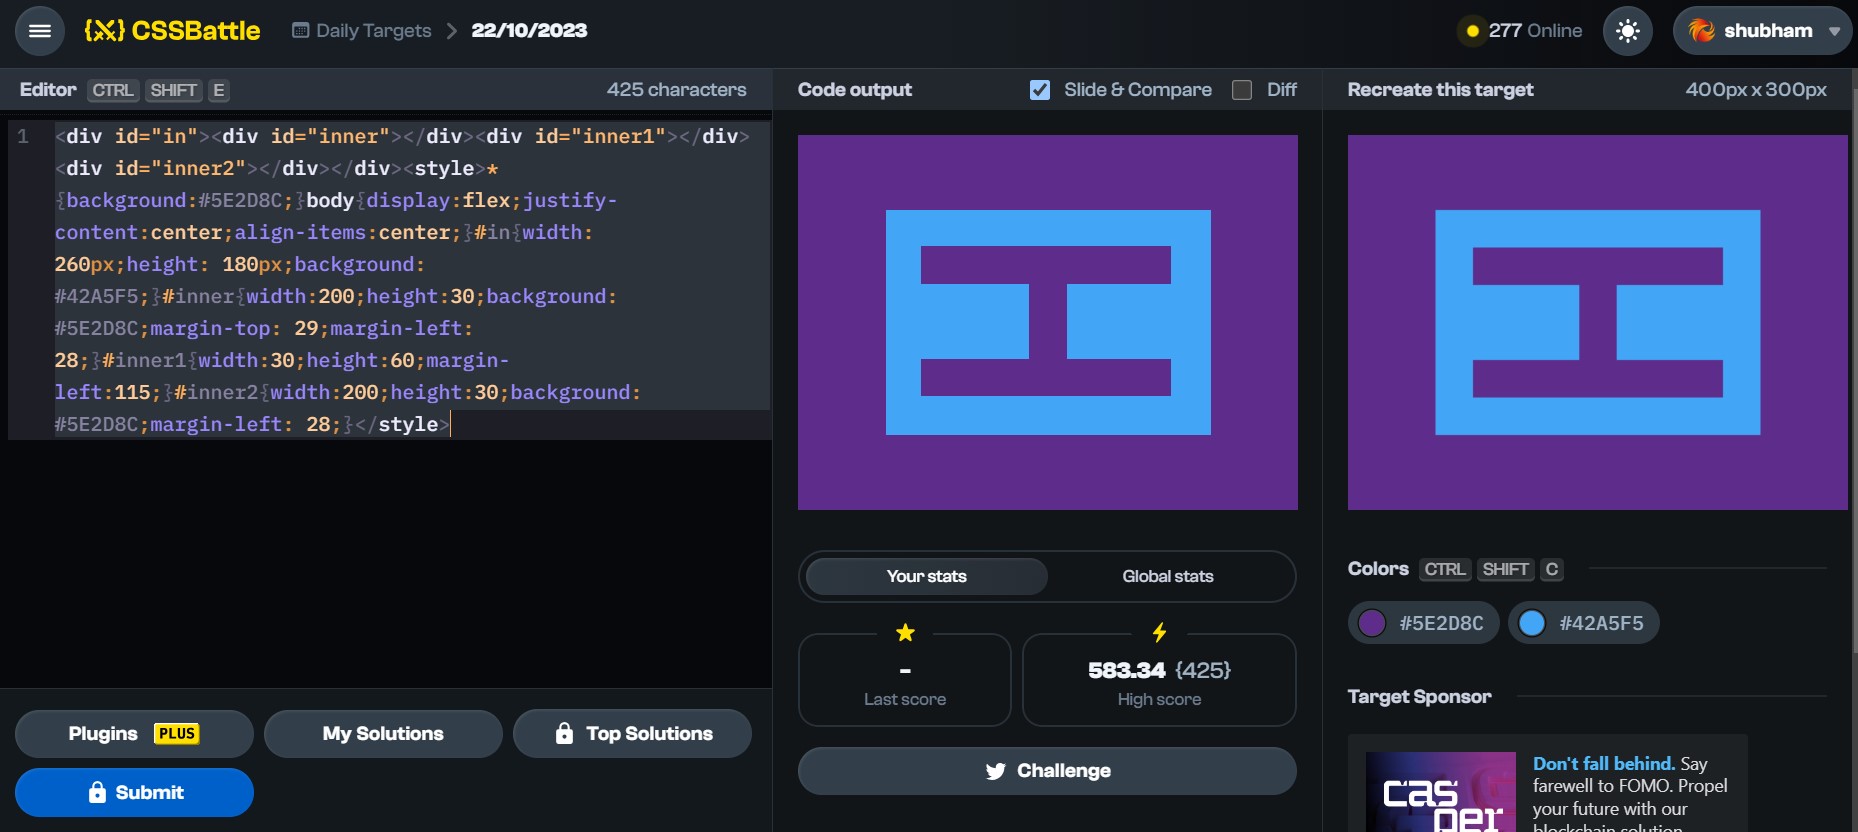 CSSBattle Daily Targets 22/10/2023 277 Online shubham
Editor CTRL SHIFT E 425 characters
1 <div id="in"><div id="inner"></div><div id="inner1"></div>
<div id="inner2"></div></div><style>*
{background:#5E2D8C;}body{display:flex;justify-
content:center;align-items:center;}#in{width:
260px;height: 180px;background:
#42A5F5;}#inner{width:200;height:30;background:
#5E2D8C;margin-top: 29;margin-left:
28;}#inner1{width:30;height:60;margin-
left:115;}#inner2{width:200;height:30;background:
#5E2D8C;margin-left: 28;}</style>
Plugins PLUS My Solutions Top Solutions
Submit
Code output Slide & Compare Diff
Your stats Global stats
- 583.34 {425}
Last score High score
Challenge
Recreate this target 400px x 300px
Colors CTRL SHIFT C
#5E2D8C #42A5F5
Target Sponsor
cas
per
Don't fall behind. Say
farewell to FOMO. Propel
your future with our
blockchain solution